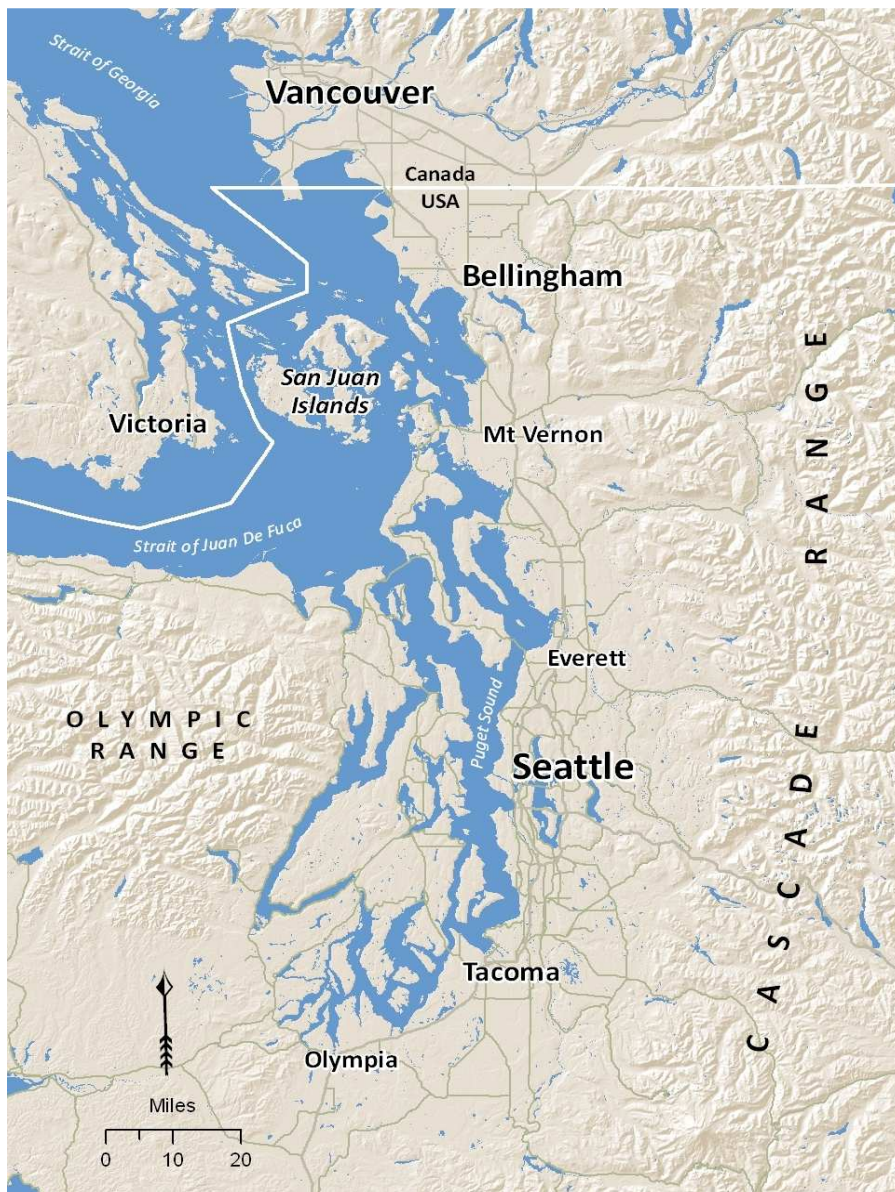 Strait of Georgia
Vancouver
Canada
USA
Bellingham
San Juan
Islands
Victoria
Mt Vernon
Strait of Juan De Fuca
Everett
OLYMPIC
RANGE
Puget Sound
Seattle
CASCADE RANGE
Tacoma
Olympia
Miles
0 10 20